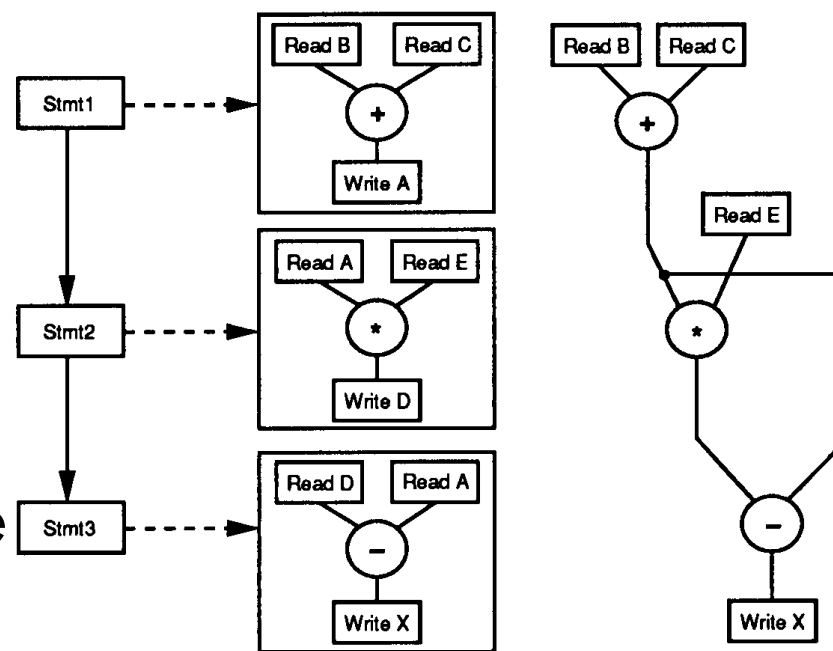 Stmt1
Read B
Read C
+
Write A
Stmt2
Read A
Read E
*
Write D
e
Stmt3
Read D
Read A
−
Write X
Read B
Read C
+
Read E
*
−
Write X